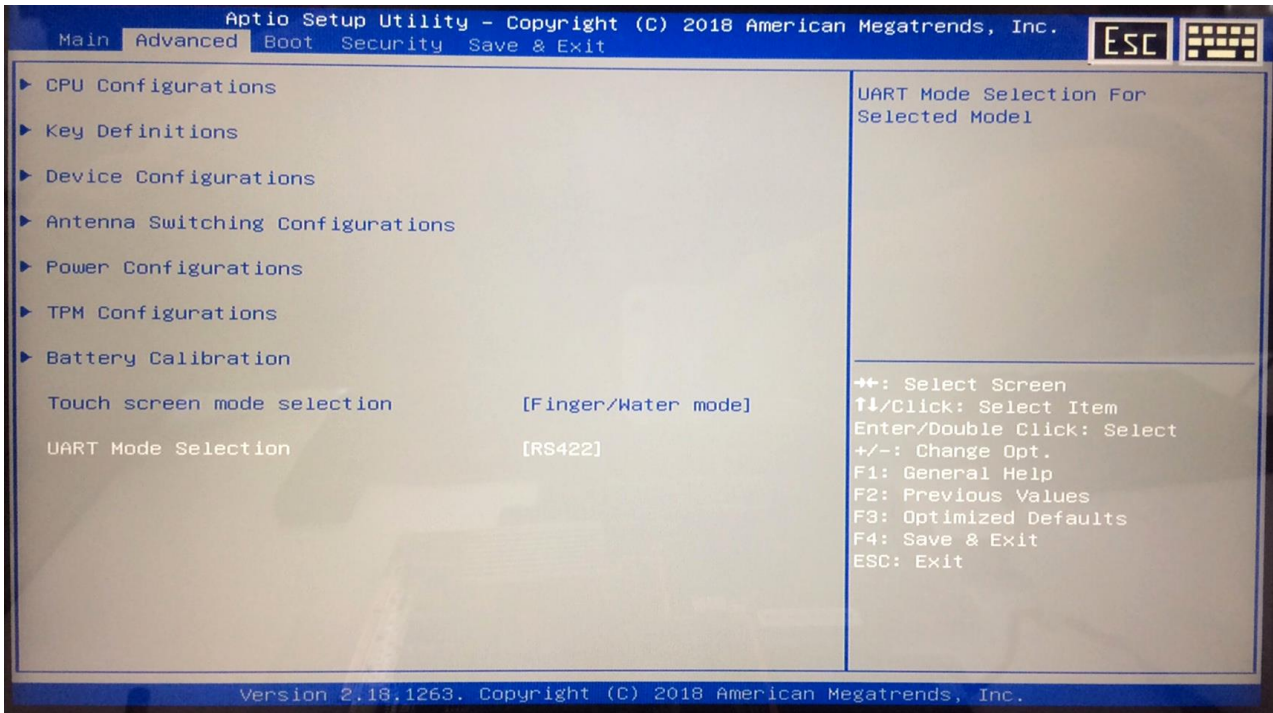 Aptio Setup Utility – Copyright (C) 2018 American Megatrends, Inc.
Main Advanced Boot Security Save & Exit
Esc
CPU Configurations
Key Definitions
Device Configurations
Antenna Switching Configurations
Power Configurations
TPM Configurations
Battery Calibration
Touch screen mode selection [Finger/Water mode]
UART Mode Selection [RS422]
UART Mode Selection For
Selected Model
→←: Select Screen
↑↓/Click: Select Item
Enter/Double Click: Select
+/-: Change Opt.
F1: General Help
F2: Previous Values
F3: Optimized Defaults
F4: Save & Exit
ESC: Exit
Version 2.18.1263. Copyright (C) 2018 American Megatrends, Inc.